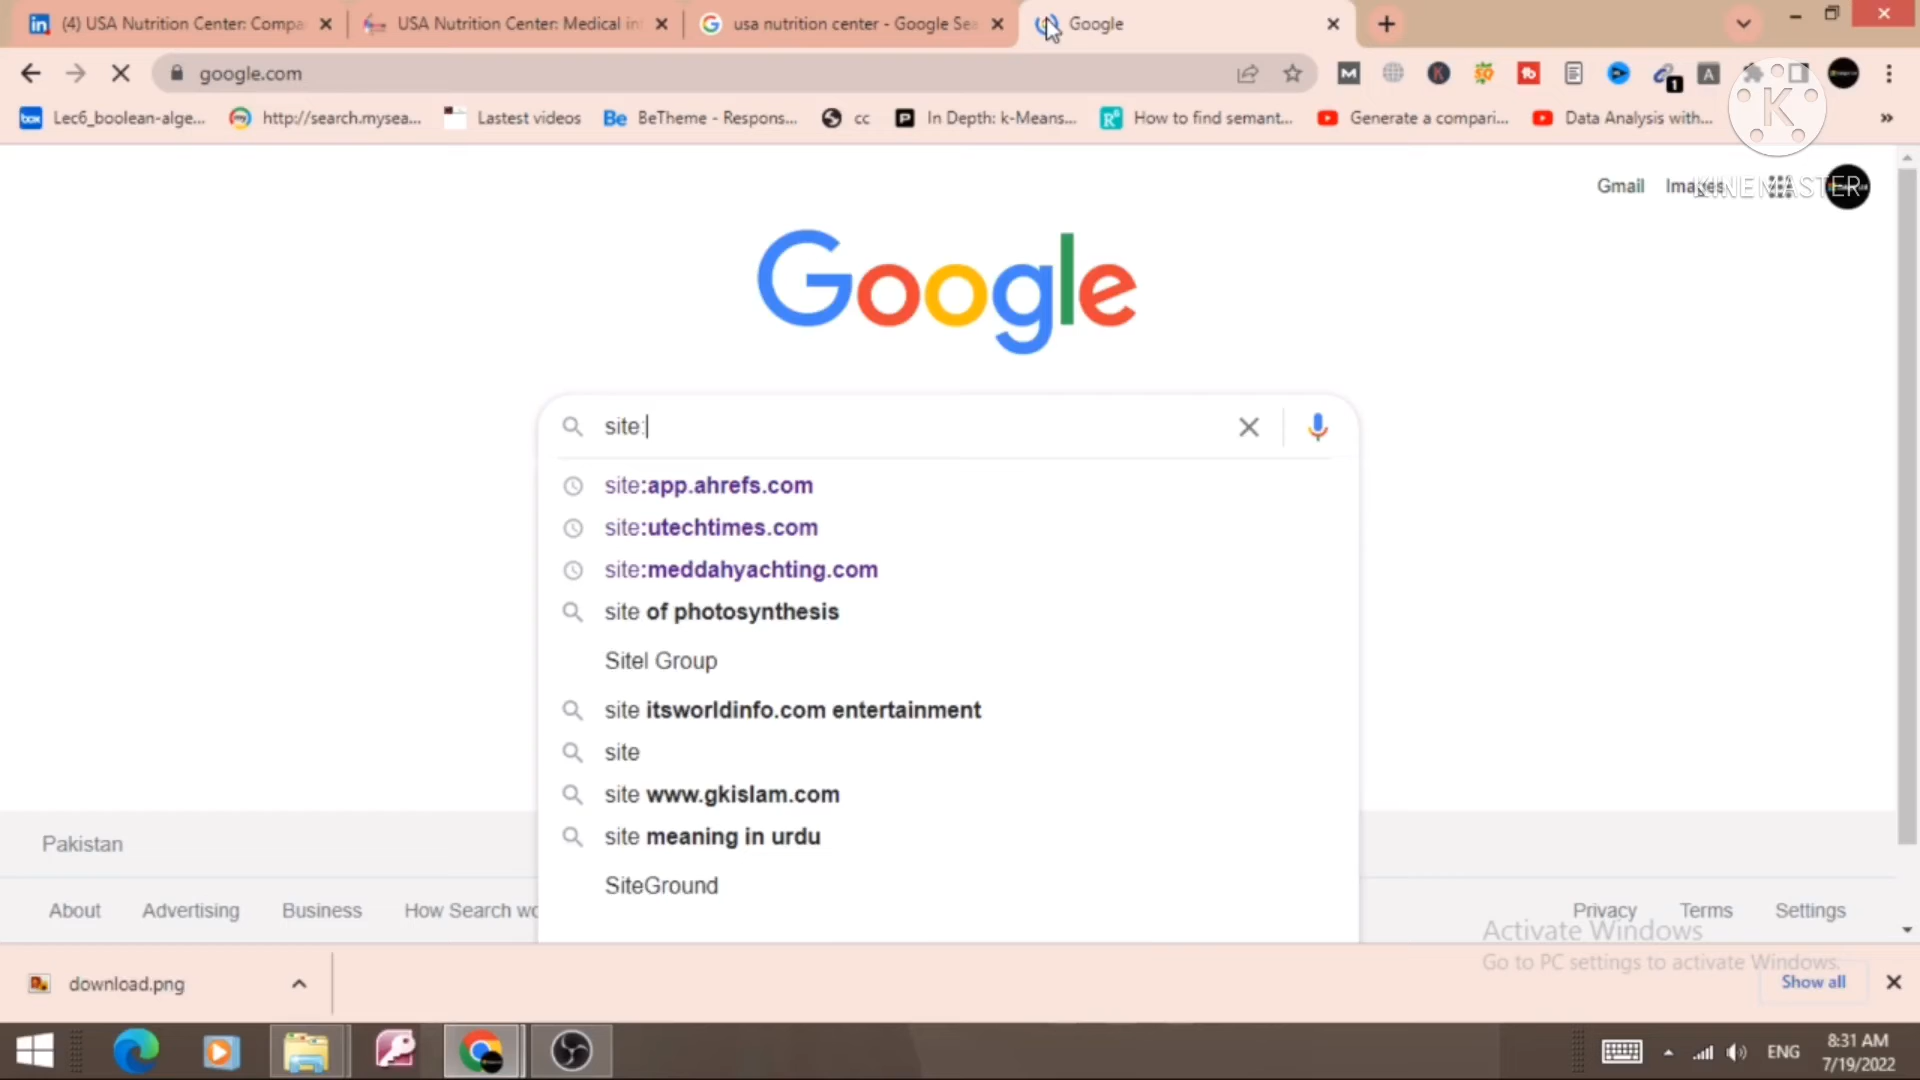 (4) USA Nutrition Center: Compa
USA Nutrition Center: Medical in
usa nutrition center - Google Sea
Google
google.com
1
Lec6_boolean-alge...
http://search.mysea...
Lastest videos
BeTheme - Respons...
cc
In Depth: k-Means...
How to find semant...
Generate a compari...
Data Analysis with...
K
KINEMASTER
Gmail
Images
Google
site:
site:app.ahrefs.com
site:utechtimes.com
site:meddahyachting.com
site of photosynthesis
Sitel Group
site itsworldinfo.com entertainment
site
site www.gkislam.com
site meaning in urdu
SiteGround
Pakistan
About
Advertising
Business
How Search wo
Privacy
Terms
Settings
Activate Windows
Go to PC settings to activate Windows.
download.png
Show all
ENG
8:31 AM
7/19/2022